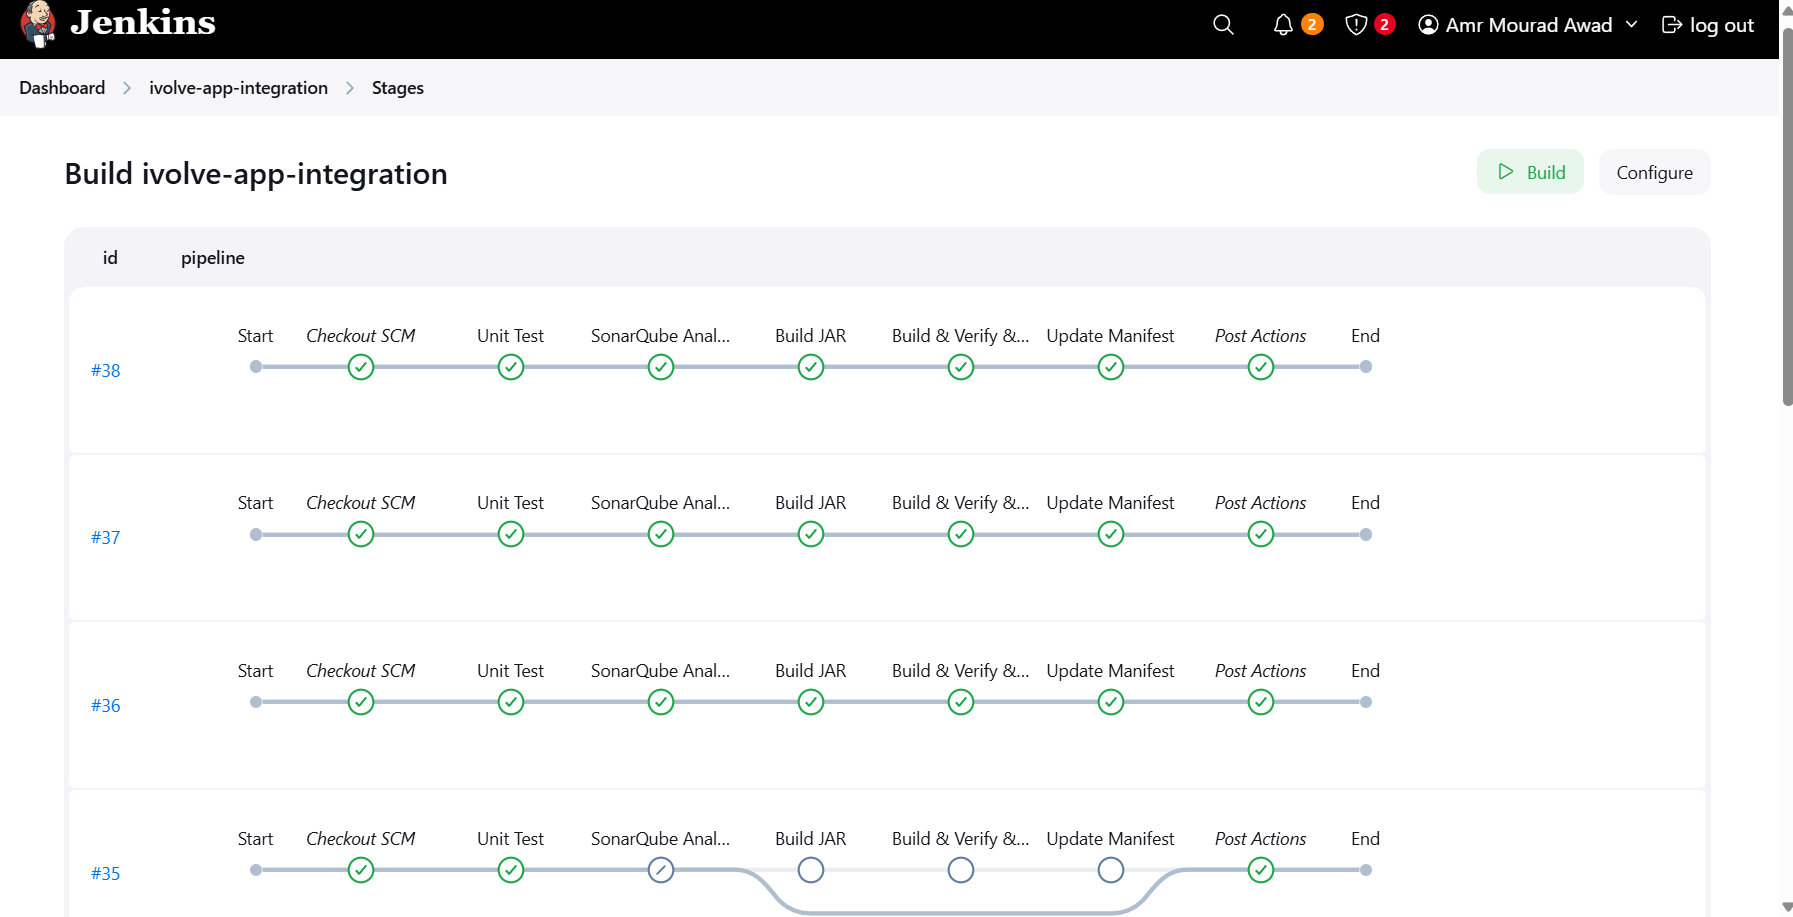 Jenkins
2
2
Amr Mourad Awad
log out
Dashboard
ivolve-app-integration
Stages
Build ivolve-app-integration
Build
Configure
id
pipeline
Start Checkout SCM Unit Test SonarQube Anal... Build JAR Build & Verify &... Update Manifest Post Actions End
#38
Start Checkout SCM Unit Test SonarQube Anal... Build JAR Build & Verify &... Update Manifest Post Actions End
#37
Start Checkout SCM Unit Test SonarQube Anal... Build JAR Build & Verify &... Update Manifest Post Actions End
#36
Start Checkout SCM Unit Test SonarQube Anal... Build JAR Build & Verify &... Update Manifest Post Actions End
#35